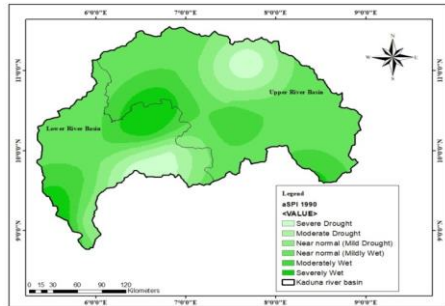 6°0'0"E 7°0'0"E 8°0'0"E 9°0'0"E
N
W E
S
Upper River Basin
Lower River Basin
Legend
aSPI 1990
<VALUE>
Severe Drought
Moderate Drought
Near normal (Mild Drought)
Near normal (Mildly Wet)
Moderately Wet
Severely Wet
Kaduna river basin
0 15 30 60 90 120
Kilometers
6°0'0"E 7°0'0"E 8°0'0"E 9°0'0"E